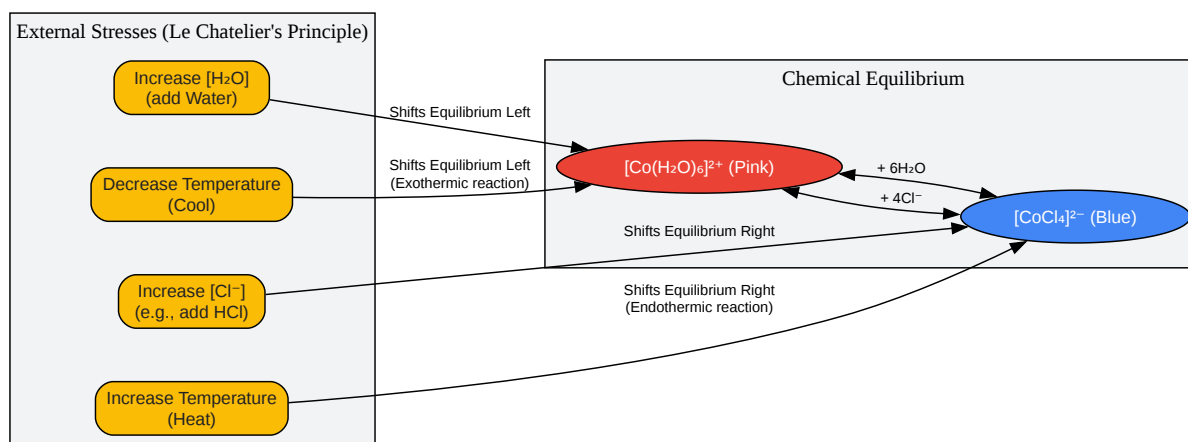 External Stresses (Le Chatelier's Principle)
Increase [H₂O]
(add Water)
Decrease Temperature
(Cool)
Increase [Cl⁻]
(e.g., add HCl)
Increase Temperature
(Heat)
Shifts Equilibrium Left
Shifts Equilibrium Left
(Exothermic reaction)
Shifts Equilibrium Right
Shifts Equilibrium Right
(Endothermic reaction)
Chemical Equilibrium
[Co(H₂O)₆]²⁺ (Pink)
+ 6H₂O
+ 4Cl⁻
[CoCl₄]²⁻ (Blue)